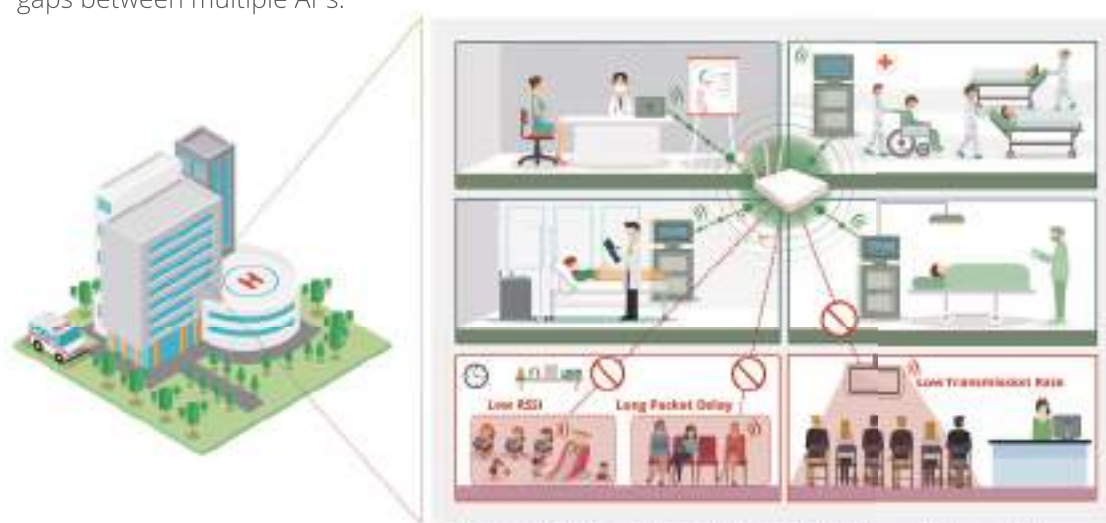 gaps between multiple APs.
H
Low RSSI
Long Packet Delay
Low Transmission Rate